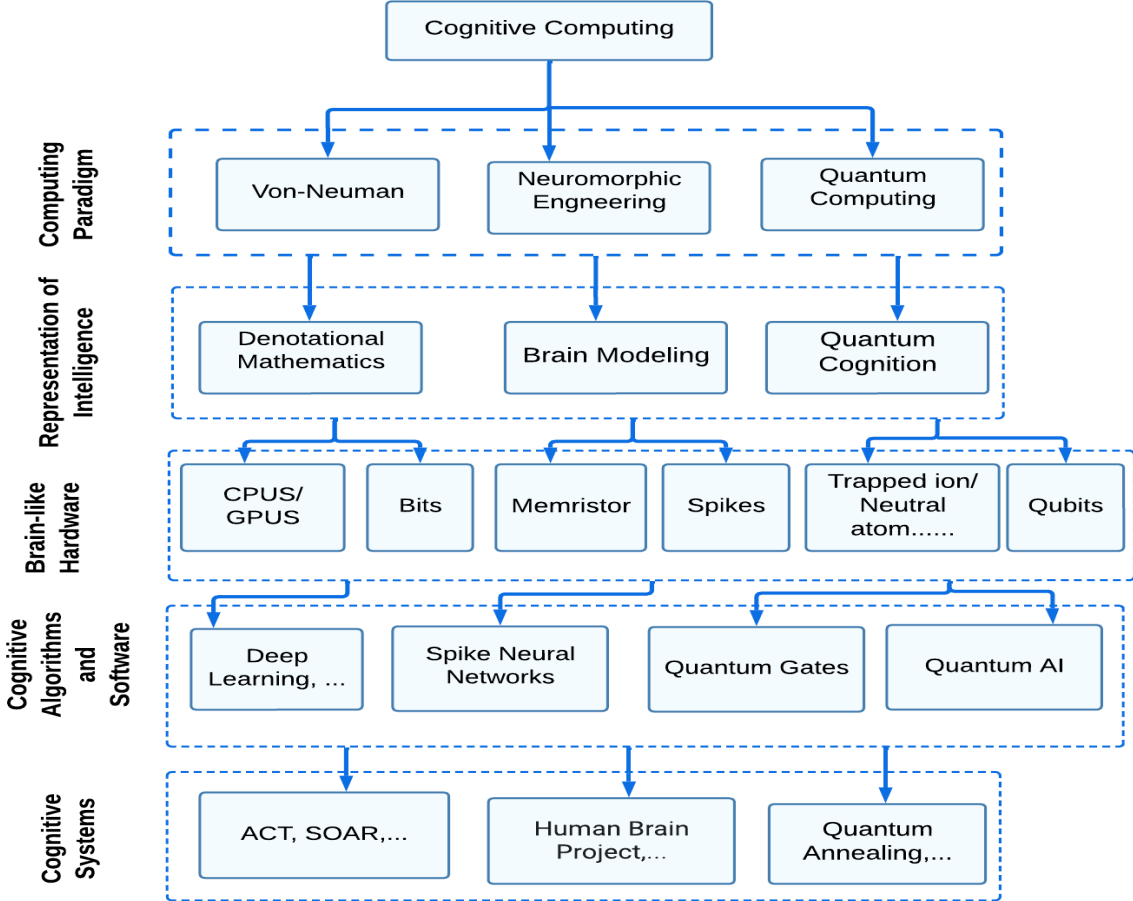 Cognitive Computing
Computing
Paradigm
Von-Neuman
Neuromorphic
Engneering
Quantum
Computing
Representation of
Intelligence
Denotational
Mathematics
Brain Modeling
Quantum
Cognition
Brain-like
Hardware
CPUS/
GPUS
Bits
Memristor
Spikes
Trapped ion/
Neutral
atom......
Qubits
Cognitive
Algorithms
and
Software
Deep
Learning, ...
Spike Neural
Networks
Quantum Gates
Quantum AI
Cognitive
Systems
ACT, SOAR,...
Human Brain
Project,...
Quantum
Annealing,...